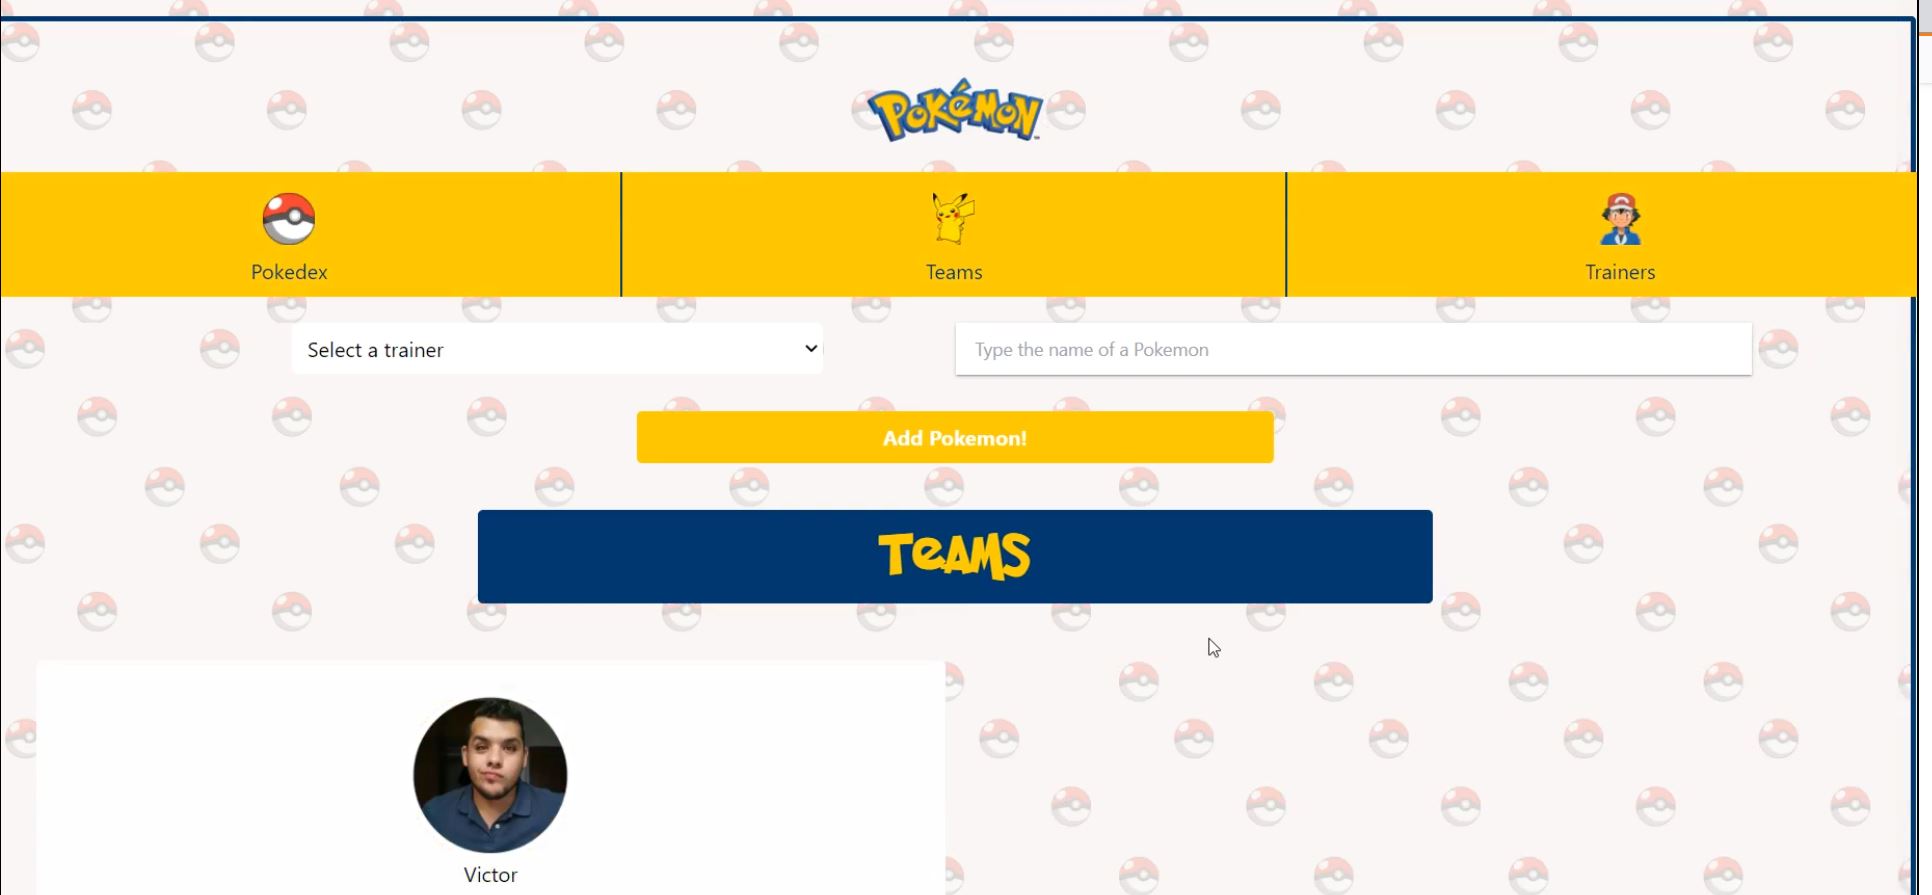 POKéMON
Pokedex
Teams
Trainers
Select a trainer
Type the name of a Pokemon
Add Pokemon!
TEAMS
Victor